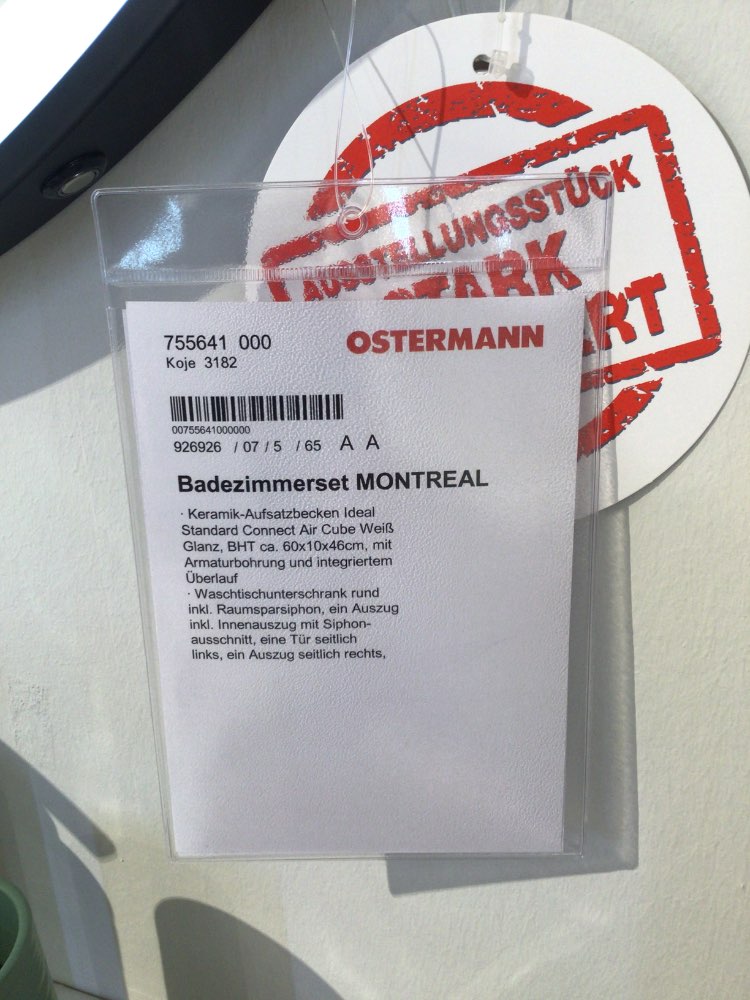 AUSSTELLUNGSSTÜCK
STARK
755641 000
OSTERMANN
Koje 3182
00755641000000
926926 / 07 / 5 / 65 A A
Badezimmerset MONTREAL
· Keramik-Aufsatzbecken Ideal
Standard Connect Air Cube Weiß
Glanz, BHT ca. 60x10x46cm, mit
Armaturbohrung und integriertem
Überlauf
· Waschtischunterschrank rund
inkl. Raumsparsiphon, ein Auszug
inkl. Innenauszug mit Siphon-
ausschnitt, eine Tür seitlich
links, ein Auszug seitlich rechts,